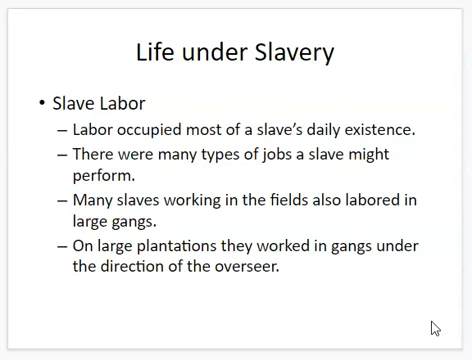 Life under Slavery
• Slave Labor
– Labor occupied most of a slave's daily existence.
– There were many types of jobs a slave might
perform.
– Many slaves working in the fields also labored in
large gangs.
– On large plantations they worked in gangs under
the direction of the overseer.